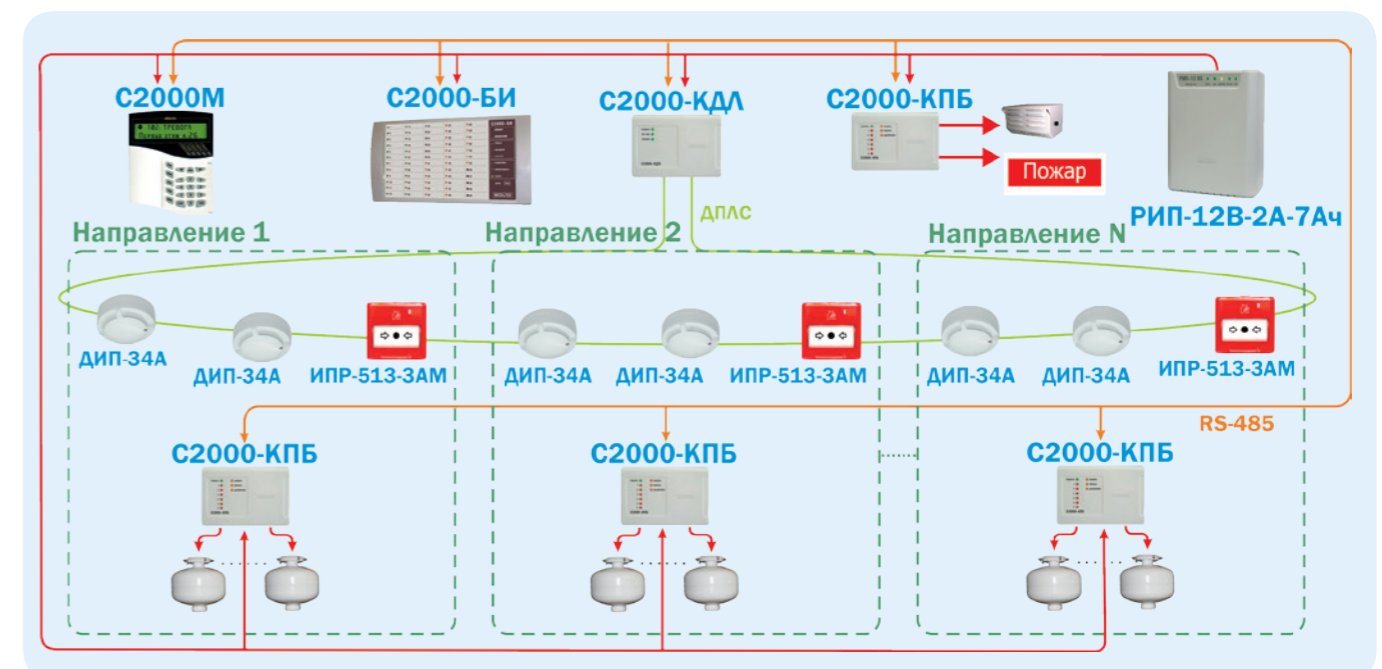 С2000М
С2000-БИ
С2000-КДЛ
С2000-КПБ
ТВЦ: ТРЕВОГА
Пожар
РИП-12В-2А-7Ач
ДПЛС
Направление 1
Направление 2
Направление N
ДИП-34А
ДИП-34А
ИПР-513-3АМ
ДИП-34А
ДИП-34А
ИПР-513-3АМ
ДИП-34А
ДИП-34А
ИПР-513-3АМ
RS-485
С2000-КПБ
С2000-КПБ
С2000-КПБ